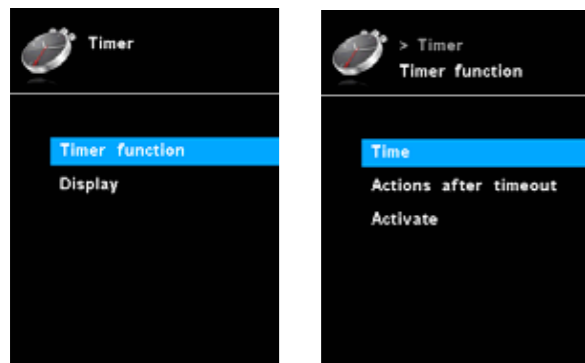 Timer
Timer function
Display
> Timer
Timer function
Time
Actions after timeout
Activate